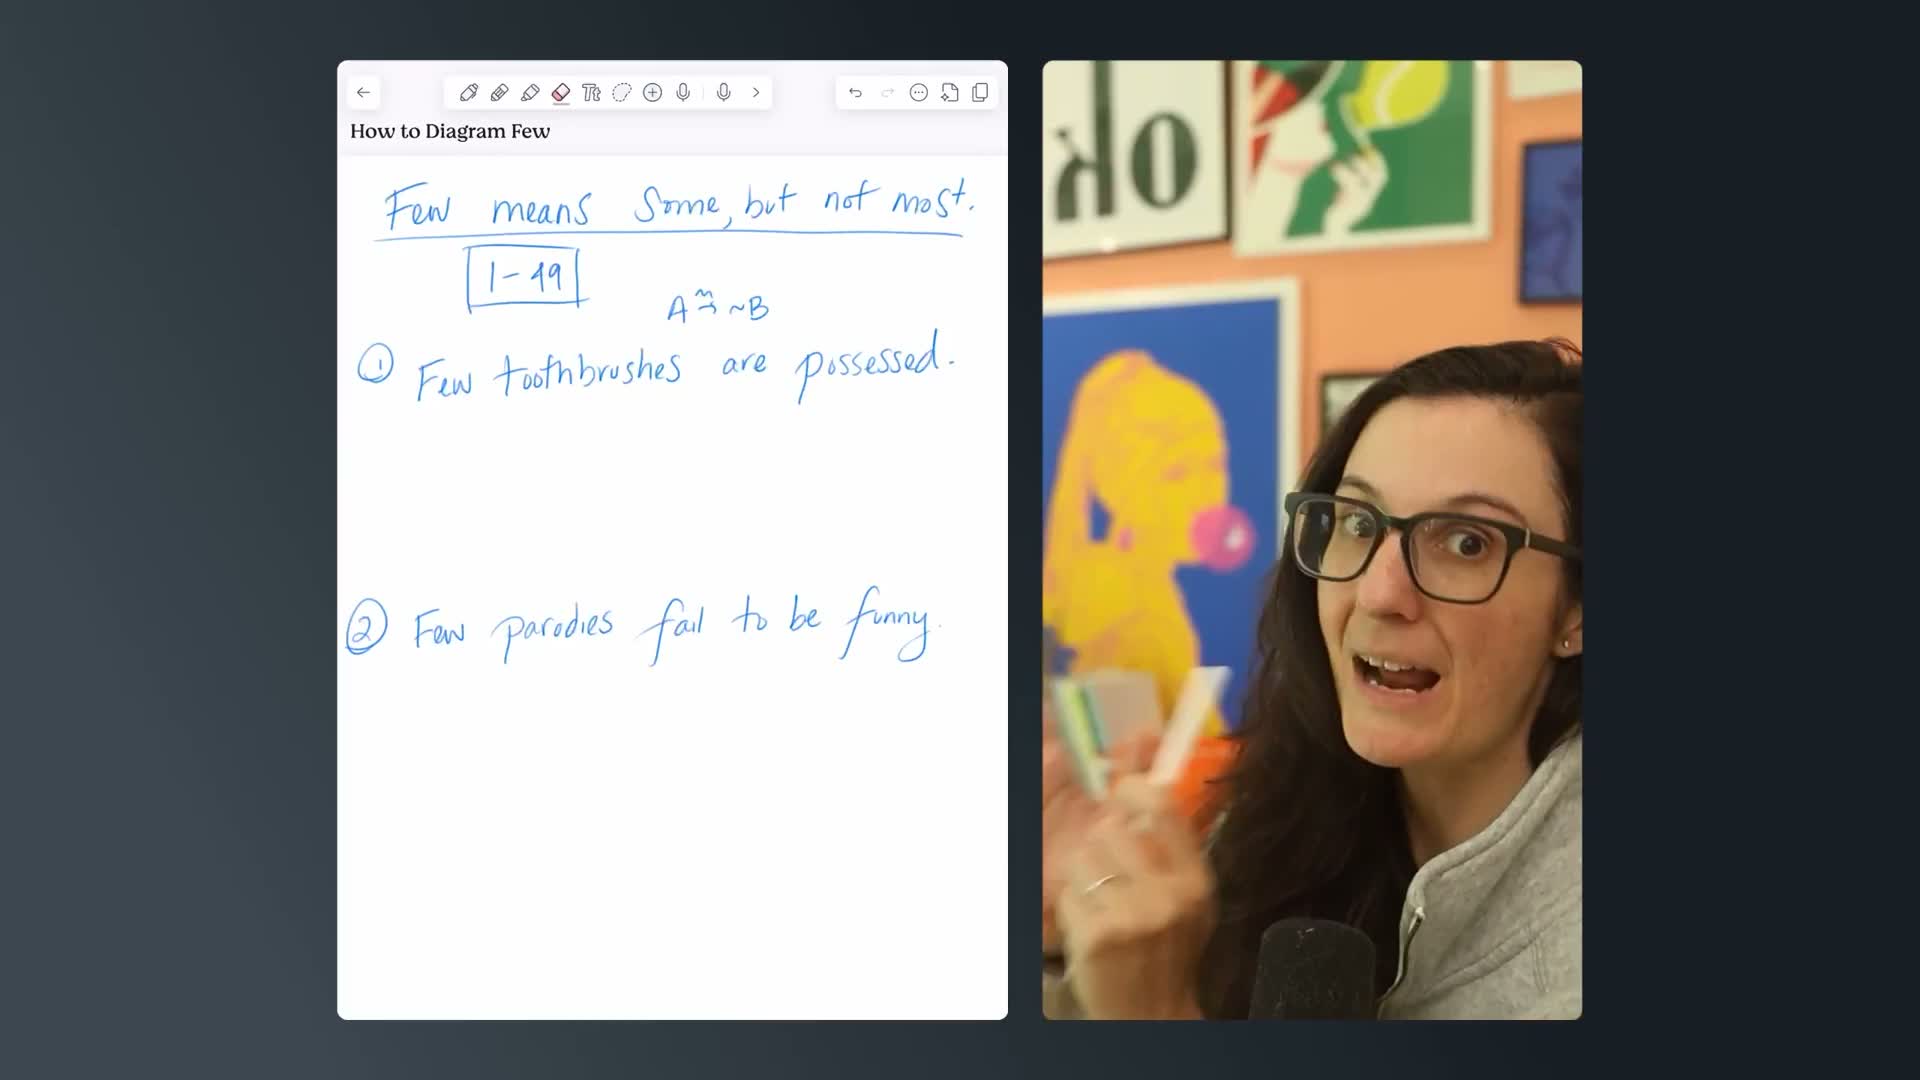 How to Diagram Few
Few means Some, but not most.
1-49
A m→ ~B
① Few toothbrushes are possessed.
② Few parodies fail to be funny.
ok